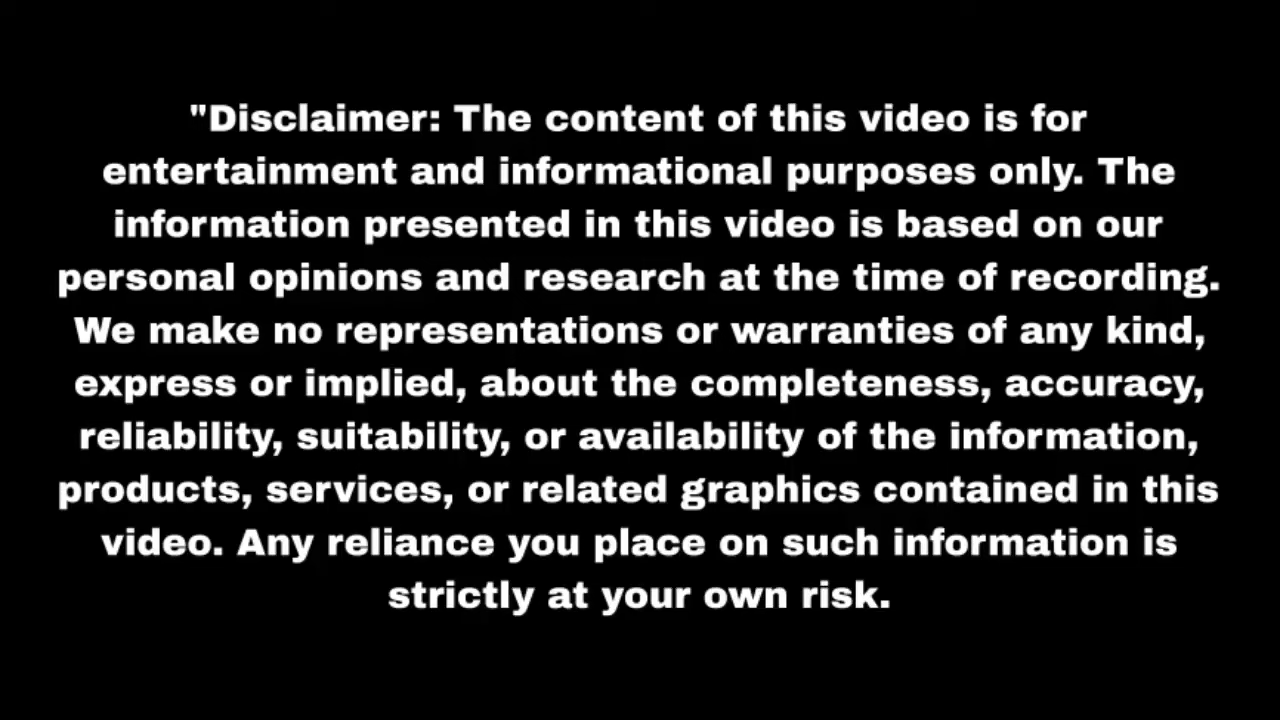 "Disclaimer: The content of this video is for
entertainment and informational purposes only. The
information presented in this video is based on our
personal opinions and research at the time of recording.
We make no representations or warranties of any kind,
express or implied, about the completeness, accuracy,
reliability, suitability, or availability of the information,
products, services, or related graphics contained in this
video. Any reliance you place on such information is
strictly at your own risk.